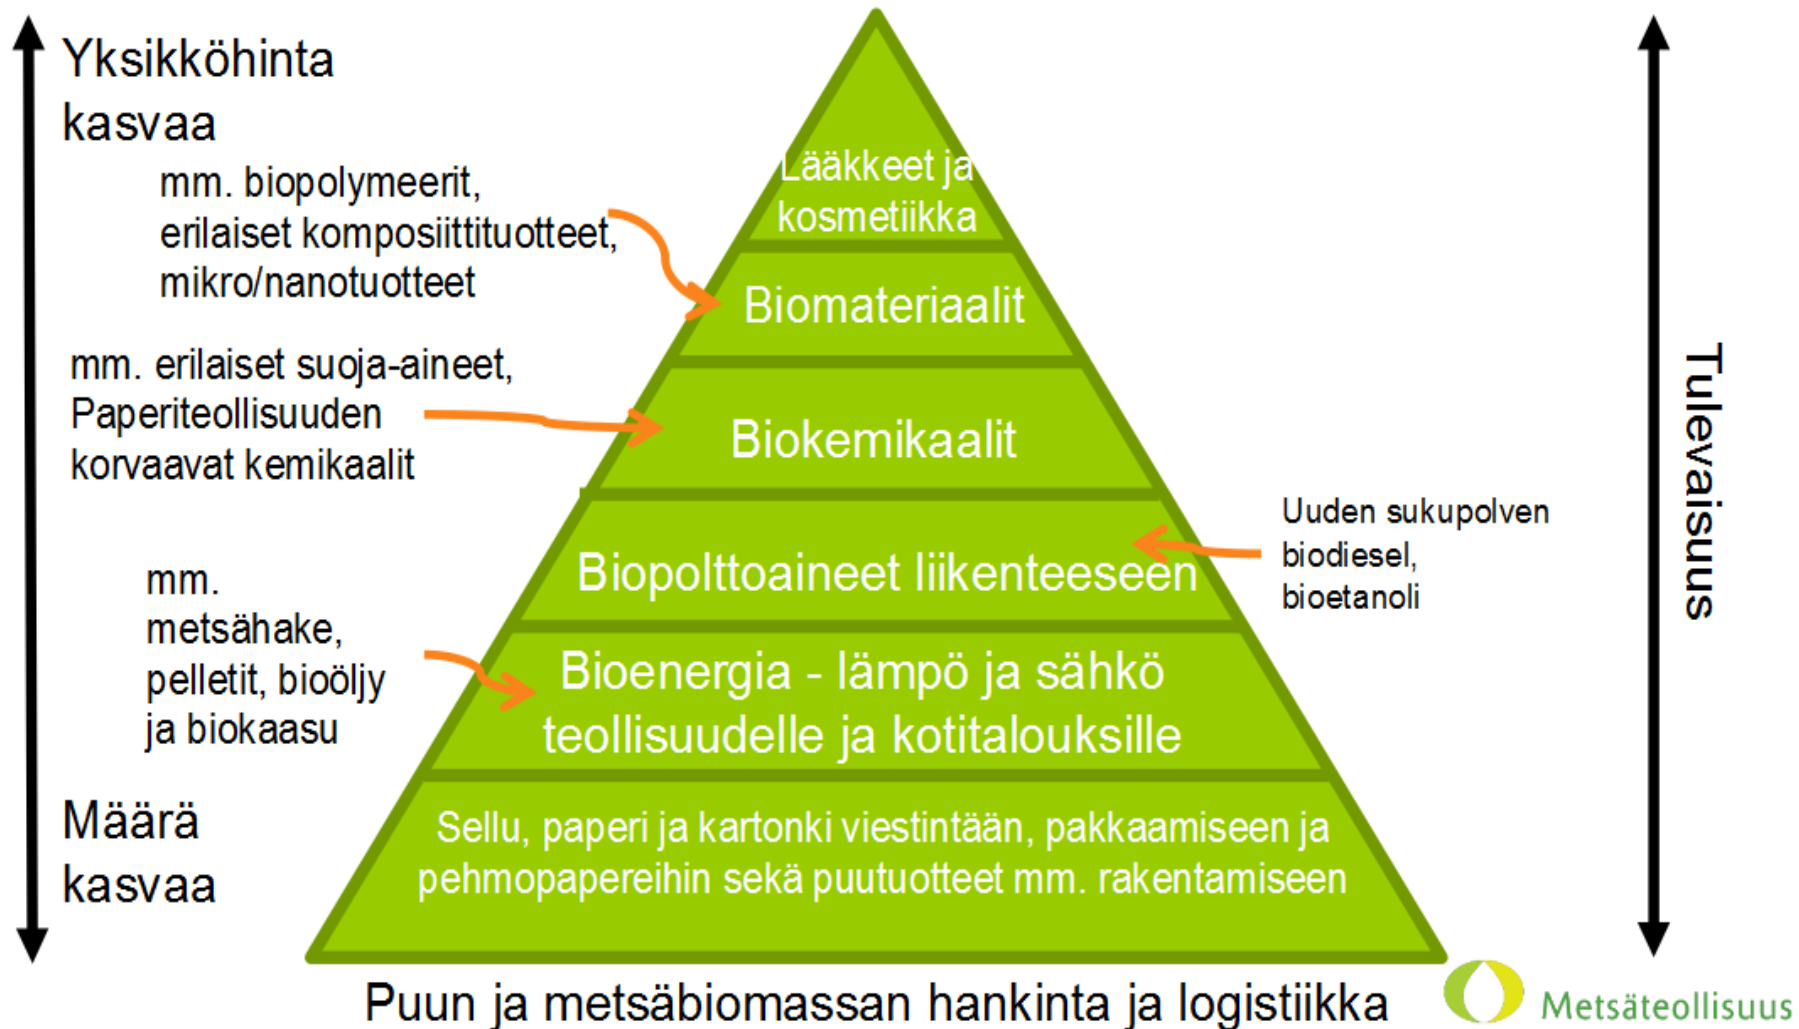 Yksikköhinta
kasvaa
mm. biopolymeerit,
erilaiset komposiittituotteet,
mikro/nanotuotteet
mm. erilaiset suoja-aineet,
Paperiteollisuuden
korvaavat kemikaalit
mm.
metsähake,
pelletit, bioöljy
ja biokaasu
Määrä
kasvaa
Lääkkeet ja
kosmetiikka
Biomateriaalit
Biokemikaalit
Biopolttoaineet liikenteeseen
Bioenergia - lämpö ja sähkö
teollisuudelle ja kotitalouksille
Sellu, paperi ja kartonki viestintään, pakkaamiseen ja
pehmopapereihin sekä puutuotteet mm. rakentamiseen
Uuden sukupolven
biodiesel,
bioetanoli
Tulevaisuus
Puun ja metsäbiomassan hankinta ja logistiikka
Metsäteollisuus